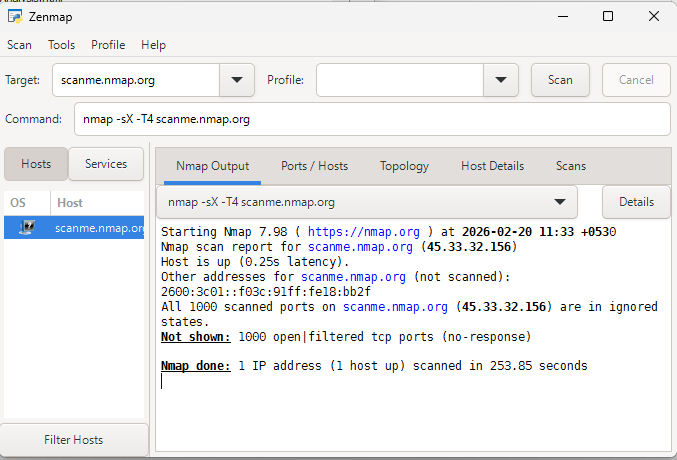 Zenmap
Scan Tools Profile Help
Target: scanme.nmap.org Profile: Scan Cancel
Command: nmap -sX -T4 scanme.nmap.org
Hosts Services
OS Host
scanme.nmap.or
Filter Hosts
Nmap Output Ports / Hosts Topology Host Details Scans
nmap -sX -T4 scanme.nmap.org Details
Starting Nmap 7.98 ( https://nmap.org ) at 2026-02-20 11:33 +0530
Nmap scan report for scanme.nmap.org (45.33.32.156)
Host is up (0.25s latency).
Other addresses for scanme.nmap.org (not scanned):
2600:3c01::f03c:91ff:fe18:bb2f
All 1000 scanned ports on scanme.nmap.org (45.33.32.156) are in ignored
states.
Not shown: 1000 open|filtered tcp ports (no-response)
Nmap done: 1 IP address (1 host up) scanned in 253.85 seconds